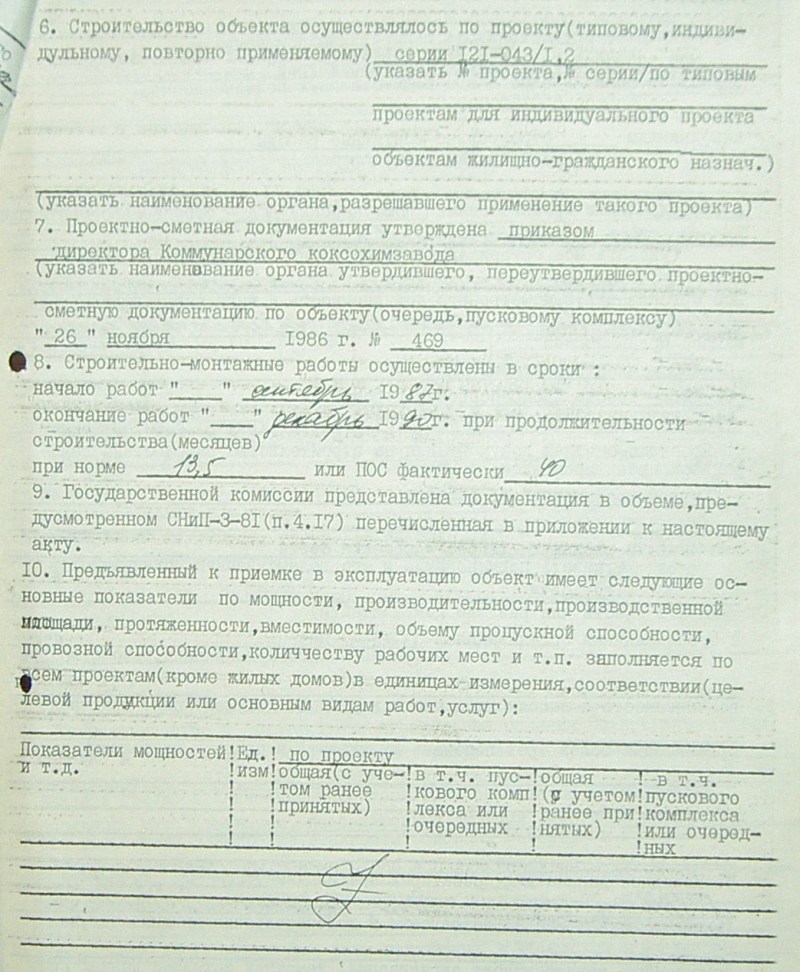 6. Строительство объекта осуществлялось по проекту(типовому,индиви-
дульному, повторно применяемому) серии I2I-043/I,2
(указать № проекта,№ серии/по типовым
проектам для индивидуального проекта
объектам жилищно-гражданского назнач.)
(указать наименование органа,разрешавшего применение такого проекта)
7. Проектно-сметная документация утверждена приказом
директора Коммунарского коксохимзавода
(указать наименование органа утвердившего, переутвердившего проектно-
сметную документацию по объекту(очередь,пусковому комплексу)
"26 " ноября I986 г. № 469
8. Строительно-монтажные работы осуществлены в сроки :
начало работ "___" сентябрь I987г.
окончание работ "___" декабрь I990г. при продолжительности
строительства(месяцев)
при норме 13,5 или ПОС фактически 40
9. Государственной комиссии представлена документация в объеме,пре-
дусмотренном СНиП-3-8I(п.4.I7) перечисленная в приложении к настоящему
акту.
I0. Предъявленный к приемке в эксплуатацию объект имеет следующие ос-
новные показатели по мощности, производительности,производственной
площади, протяженности,вместимости, объему процускной способности,
провозной способности,количчеству рабочих мест и т.п. заполняется по
всем проектам(кроме жилых домов)в единицах измерения,соответствии(це-
левой продукции или основным видам работ,услуг):
Показатели мощностей !Ед. ! по проекту
и т.д. !изм!общая(с уче-!в т.ч. пус-!общая !-в т.ч.
! !том ранее !кового комп !(с учетом!пускового
! !принятых) !лекса или !ранее при!комплекса
! ! !очередных !нятых) !или очеред-
! ! ! ! !ных